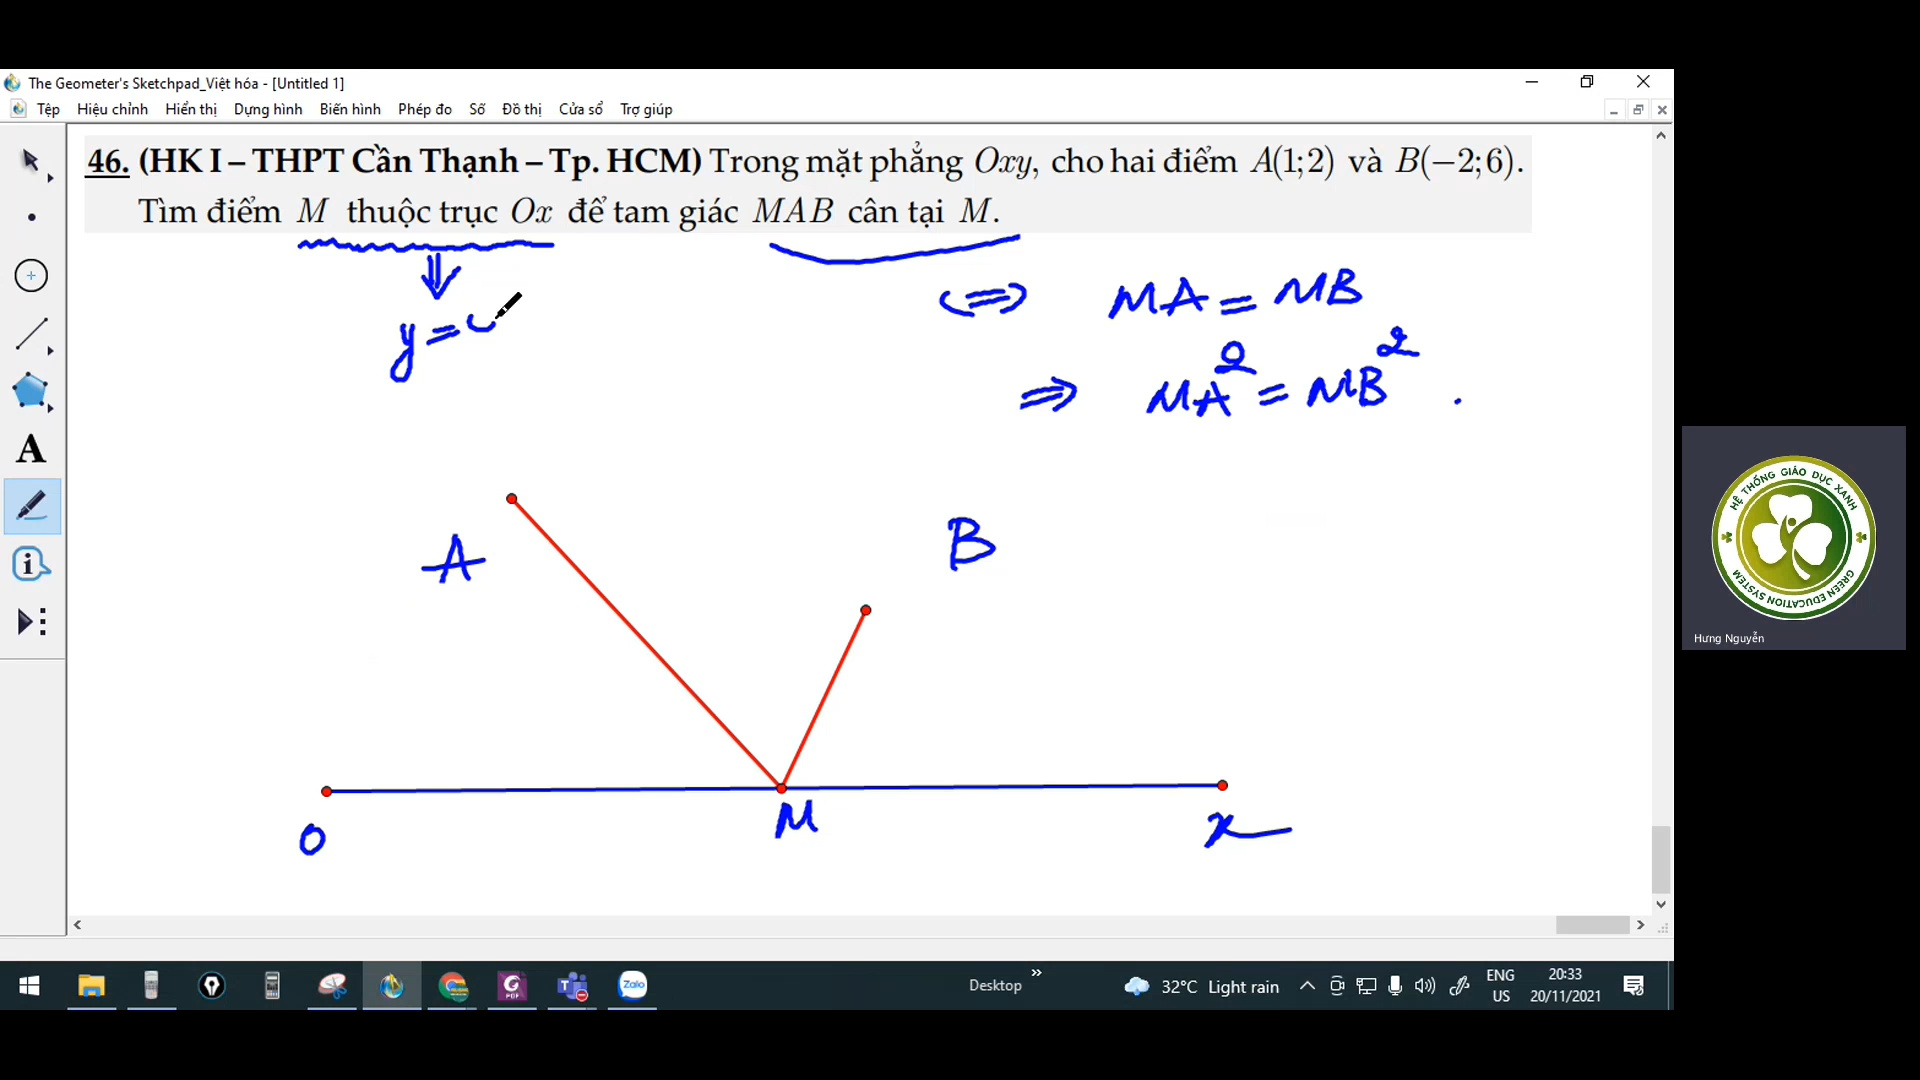 The Geometer's Sketchpad_Việt hóa - [Untitled 1]
Tệp Hiệu chỉnh Hiển thị Dựng hình Biến hình Phép đo Số Đồ thị Cửa sổ Trợ giúp
46. (HK I – THPT Cần Thạnh – Tp. HCM) Trong mặt phẳng Oxy, cho hai điểm A(1;2) và B(−2;6).
Tìm điểm M thuộc trục Ox để tam giác MAB cân tại M.
⇔ MA = MB
⇓
y =
⇒ MA² = MB² .
A
B
O
M
x
HỆ THỐNG GIÁO DỤC XANH
GREEN EDUCATION SYSTEM
Hưng Nguyễn
A
PDF
T
Zalo
Desktop
32°C Light rain
ENG
US
20:33
20/11/2021